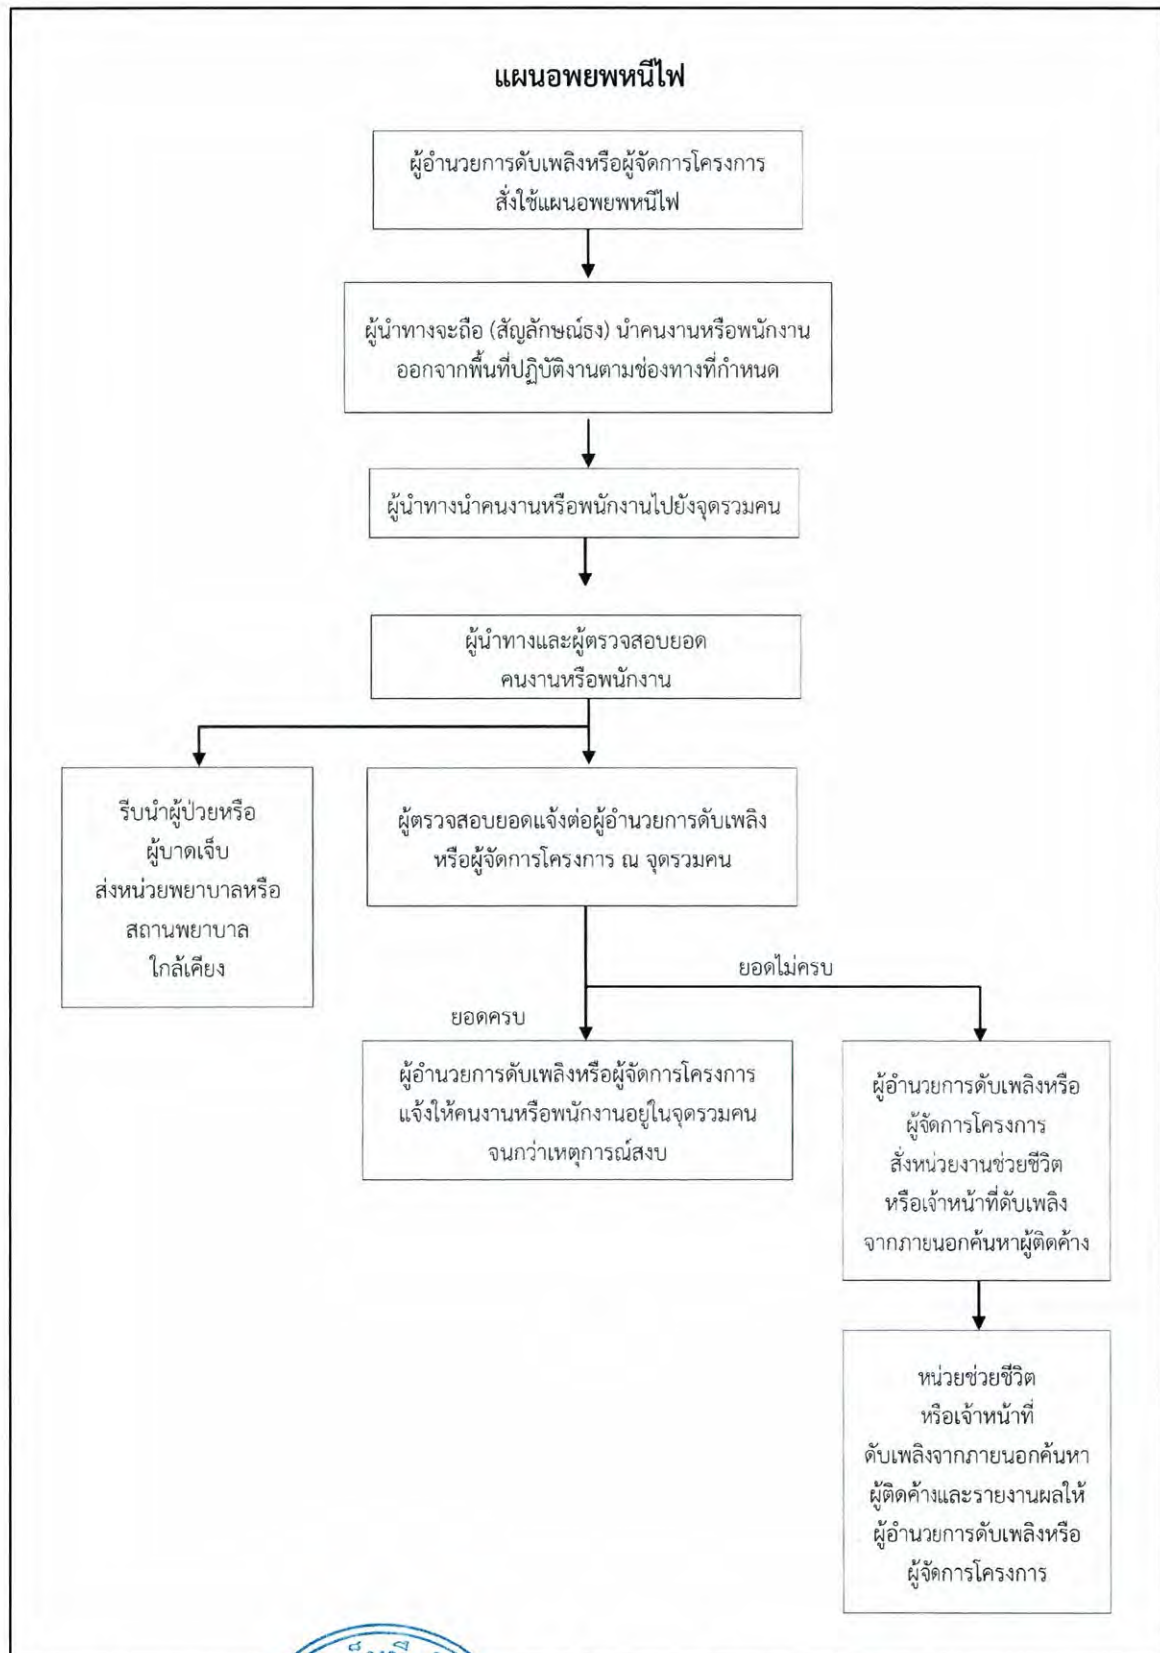 แผนอพยพหนีไฟ
ผู้อำนวยการดับเพลิงหรือผู้จัดการโครงการ
สั่งใช้แผนอพยพหนีไฟ
ผู้นำทางจะถือ (สัญลักษณ์ธง) นำคนงานหรือพนักงาน
ออกจากพื้นที่ปฏิบัติงานตามช่องทางที่กำหนด
ผู้นำทางนำคนงานหรือพนักงานไปยังจุดรวมคน
ผู้นำทางและผู้ตรวจสอบยอด
คนงานหรือพนักงาน
รีบนำผู้ป่วยหรือ
ผู้บาดเจ็บ
ส่งหน่วยพยาบาลหรือ
สถานพยาบาล
ใกล้เคียง
ผู้ตรวจสอบยอดแจ้งต่อผู้อำนวยการดับเพลิง
หรือผู้จัดการโครงการ ณ จุดรวมคน
ยอดไม่ครบ
ยอดครบ
ผู้อำนวยการดับเพลิงหรือผู้จัดการโครงการ
แจ้งให้คนงานหรือพนักงานอยู่ในจุดรวมคน
จนกว่าเหตุการณ์สงบ
ผู้อำนวยการดับเพลิงหรือ
ผู้จัดการโครงการ
สั่งหน่วยงานช่วยชีวิต
หรือเจ้าหน้าที่ดับเพลิง
จากภายนอกค้นหาผู้ติดค้าง
หน่วยช่วยชีวิต
หรือเจ้าหน้าที่
ดับเพลิงจากภายนอกค้นหา
ผู้ติดค้างและรายงานผลให้
ผู้อำนวยการดับเพลิงหรือ
ผู้จัดการโครงการ